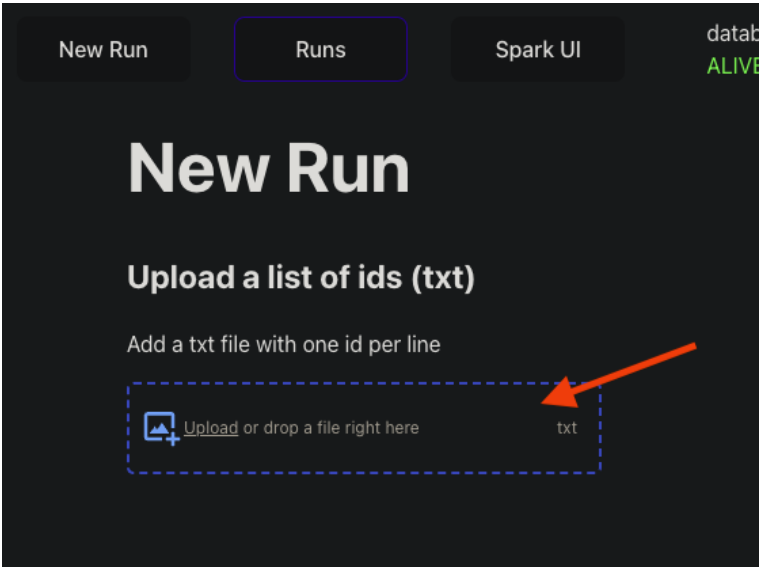 New Run
Runs
Spark UI
ALIVE
New Run
Upload a list of ids (txt)
Add a txt file with one id per line
Upload or drop a file right here
txt